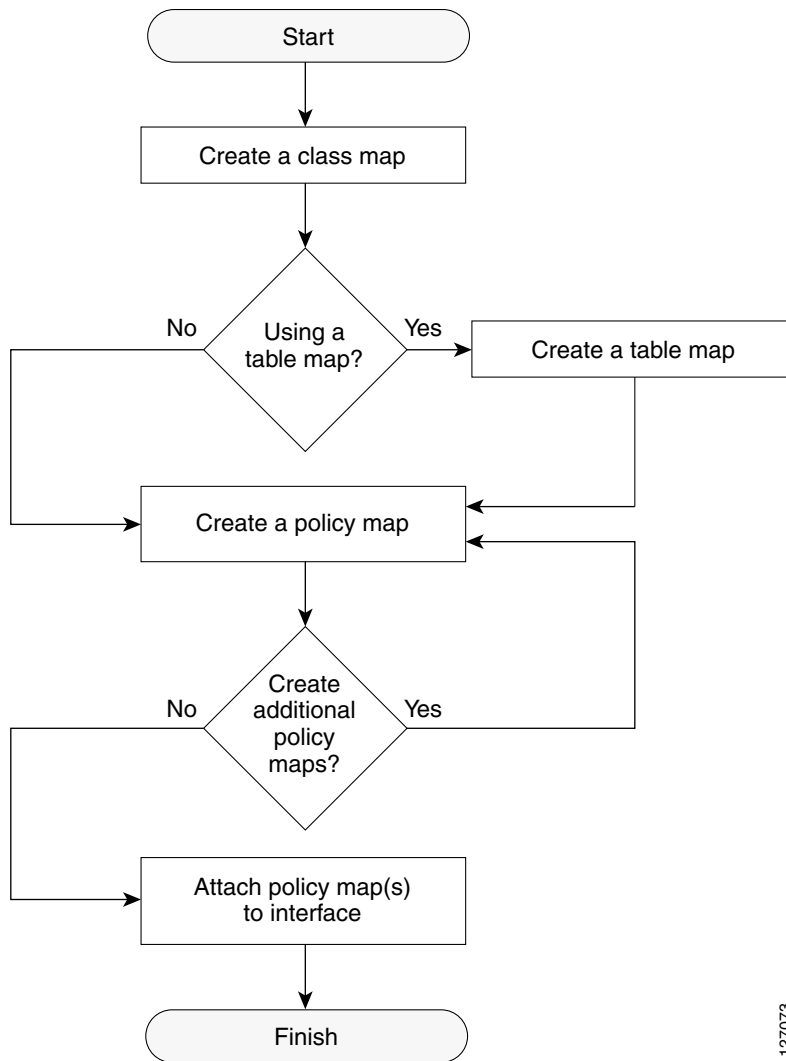 Start
Create a class map
No
Using a
table map?
Yes
Create a table map
Create a policy map
No
Create
additional
policy
maps?
Yes
Attach policy map(s)
to interface
Finish
127073